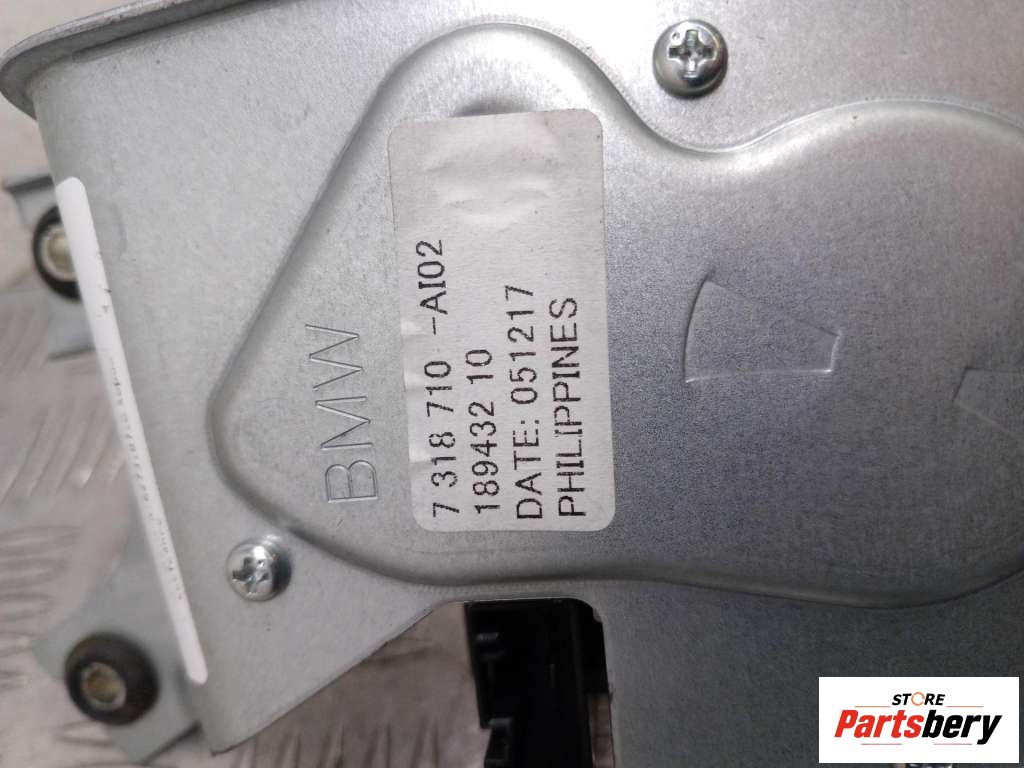 BMW
7 318 710 -AI02
189432 10
DATE: 051217
PHILIPPINES
STORE
Partsbery